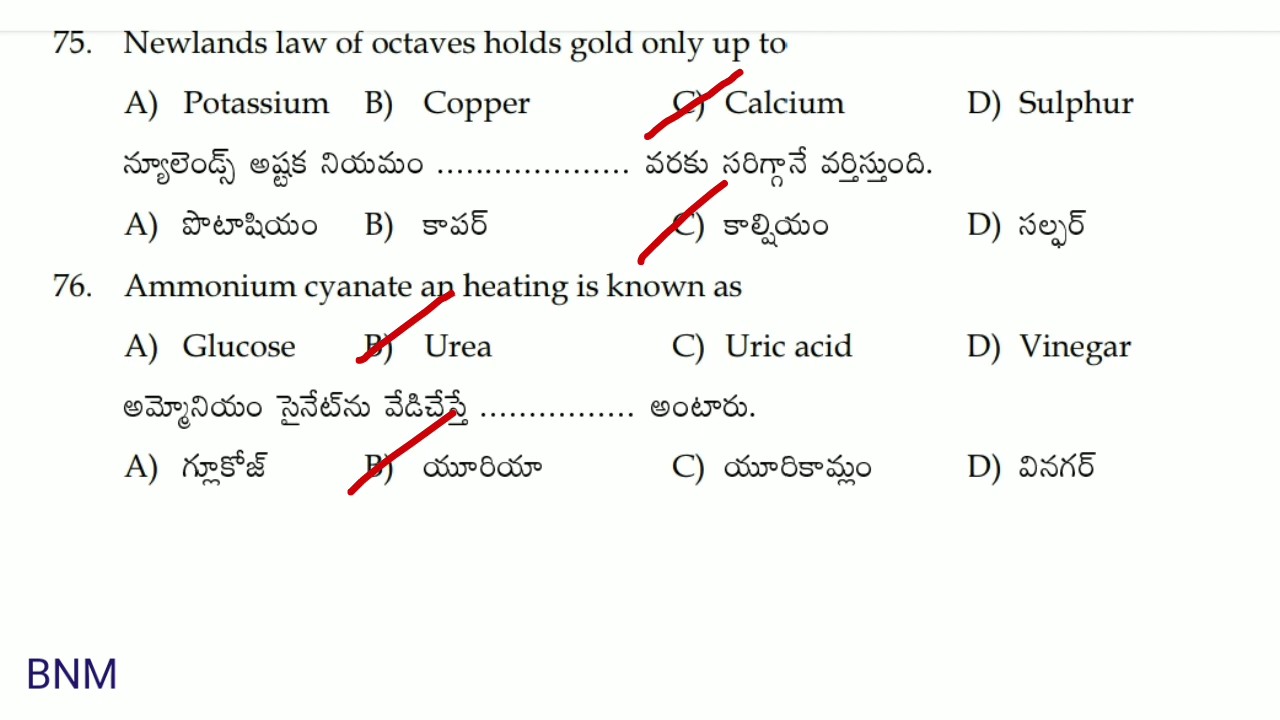 75. Newlands law of octaves holds gold only up to
A) Potassium B) Copper C) Calcium D) Sulphur
న్యూలెండ్స్ అష్టక నియమం .................... వరకు సరిగ్గానే వర్తిస్తుంది.
A) పొటాషియం B) కాపర్ C) కాల్షియం D) సల్ఫర్
76. Ammonium cyanate an heating is known as
A) Glucose B) Urea C) Uric acid D) Vinegar
అమ్మోనియం సైనేట్‌ను వేడిచేస్తే ................. అంటారు.
A) గ్లూకోజ్ B) యూరియా C) యూరికామ్లం D) వినగర్
BNM